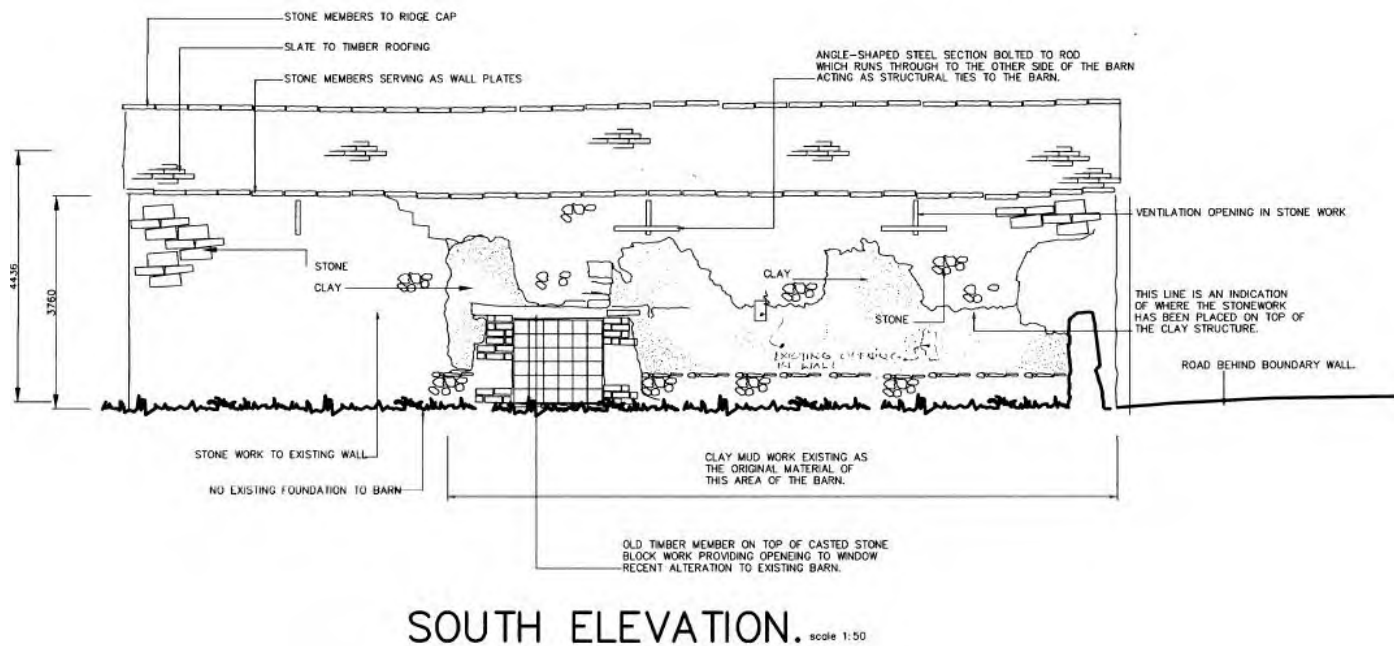 STONE MEMBERS TO RIDGE CAP
SLATE TO TIMBER ROOFING
STONE MEMBERS SERVING AS WALL PLATES
ANGLE-SHAPED STEEL SECTION BOLTED TO ROD
WHICH RUNS THROUGH TO THE OTHER SIDE OF THE BARN
ACTING AS STRUCTURAL TIES TO THE BARN.
4436
3760
VENTILATION OPENING IN STONE WORK
STONE
CLAY
CLAY
STONE
THIS LINE IS AN INDICATION
OF WHERE THE STONEWORK
HAS BEEN PLACED ON TOP OF
THE CLAY STRUCTURE.
EXISTING OPENING
IN WALL
ROAD BEHIND BOUNDARY WALL.
STONE WORK TO EXISTING WALL
NO EXISTING FOUNDATION TO BARN
CLAY MUD WORK EXISTING AS
THE ORIGINAL MATERIAL OF
THIS AREA OF THE BARN.
OLD TIMBER MEMBER ON TOP OF CASTED STONE
BLOCK WORK PROVIDING OPENEING TO WINDOW
RECENT ALTERATION TO EXISTING BARN.
SOUTH ELEVATION. scale 1:50